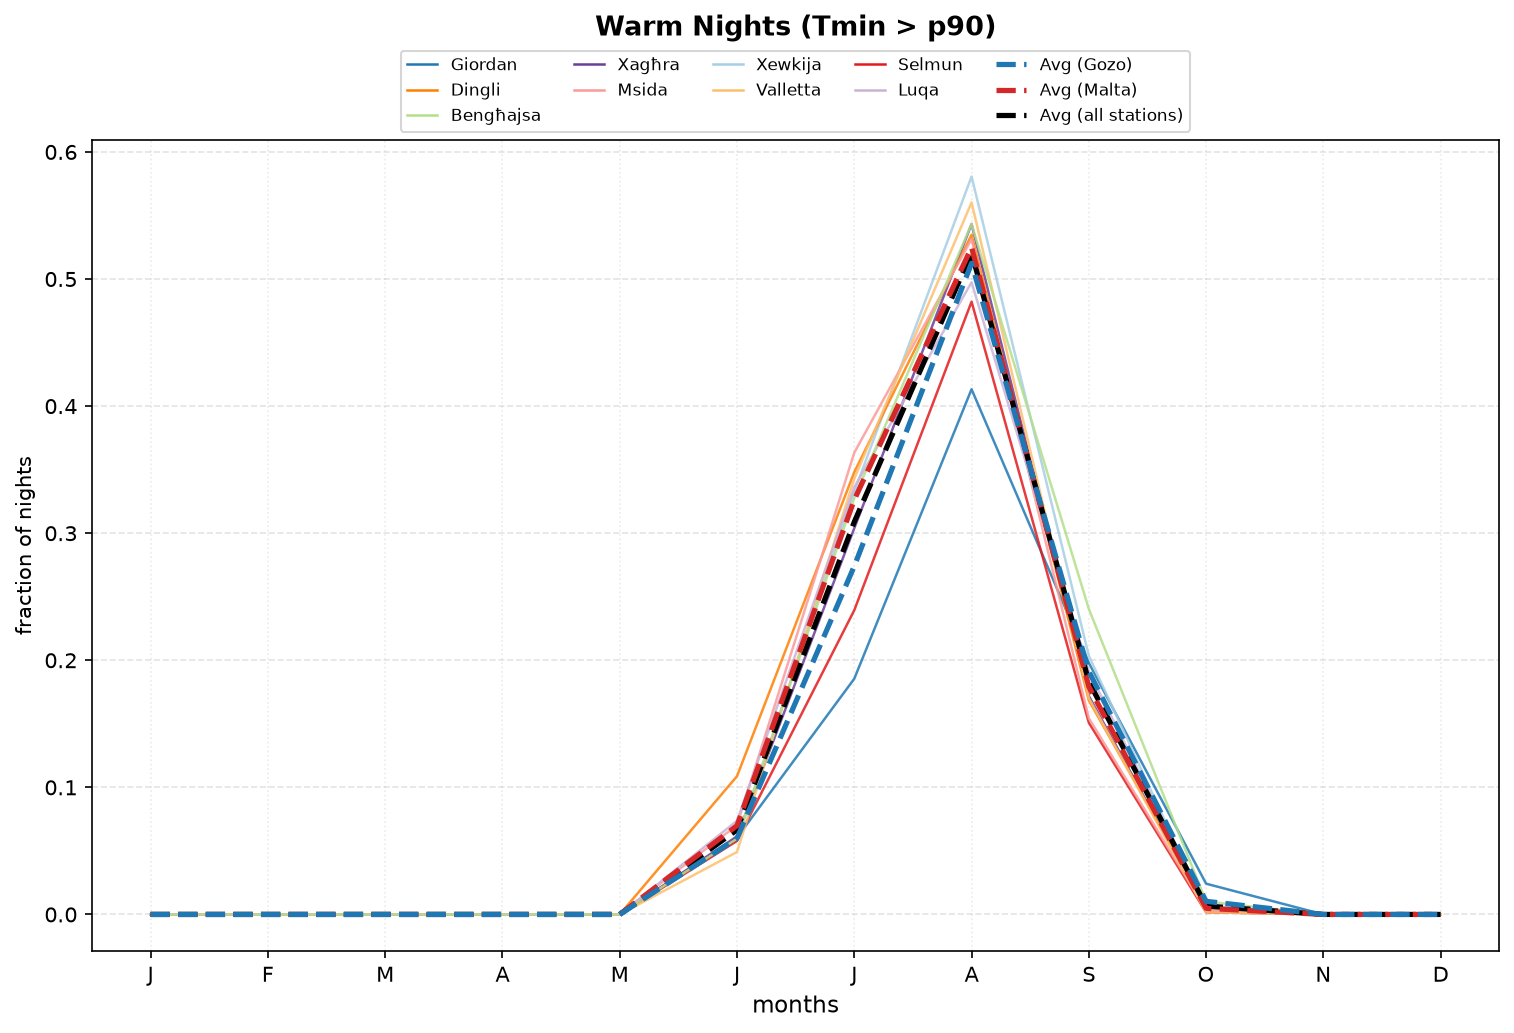 Warm Nights (Tmin > p90)
Giordan
Dingli
Bengħajsa
Xagħra
Msida
Xewkija
Valletta
Selmun
Luqa
Avg (Gozo)
Avg (Malta)
Avg (all stations)
fraction of nights
0.6
0.5
0.4
0.3
0.2
0.1
0.0
J F M A M J J A S O N D
months